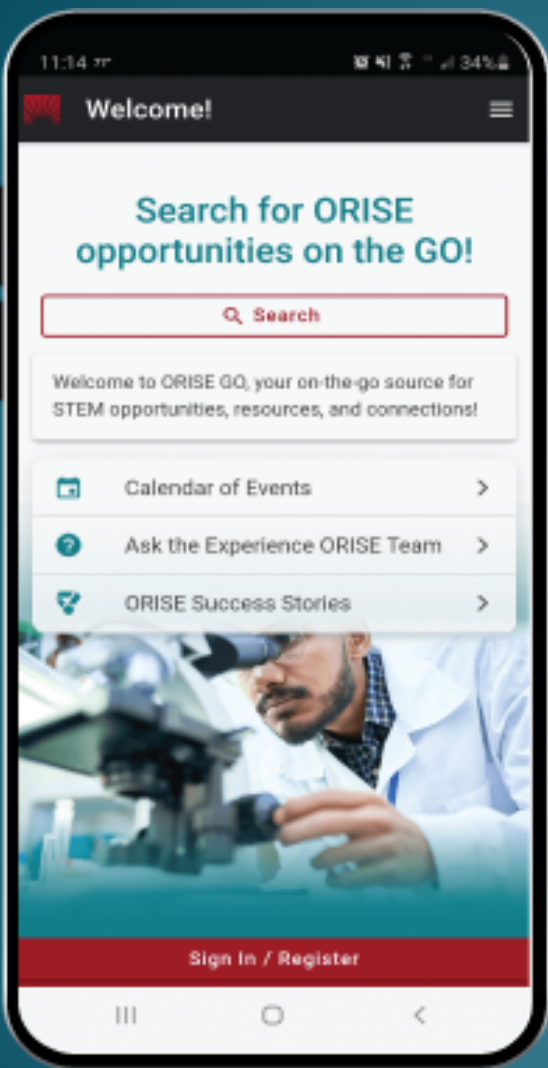 11:14 77°
34%
Welcome!
Search for ORISE
opportunities on the GO!
Search
Welcome to ORISE GO, your on-the-go source for
STEM opportunities, resources, and connections!
Calendar of Events
Ask the Experience ORISE Team
ORISE Success Stories
Sign In / Register